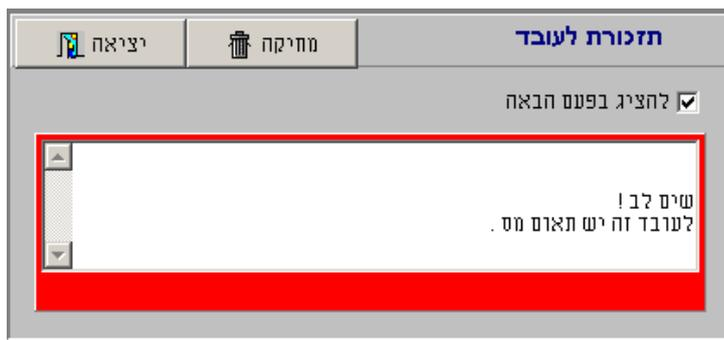 תזכורת לעובד
מחיקה
יציאה
להציג בפעם הבאה
שים לב !
לעובד זה יש תאום מס .